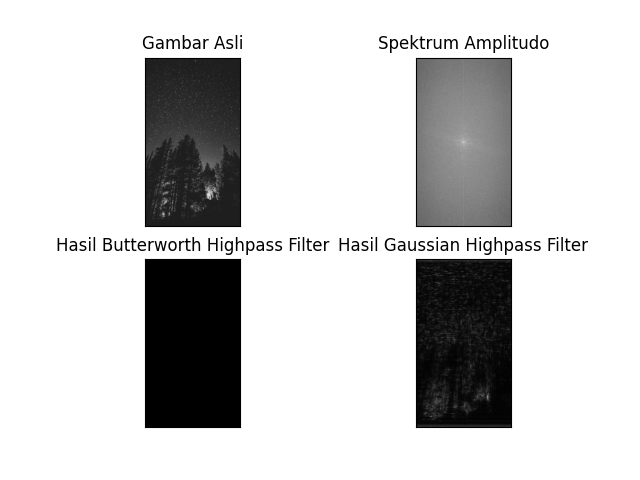 Gambar Asli
Spektrum Amplitudo
Hasil Butterworth Highpass Filter
Hasil Gaussian Highpass Filter